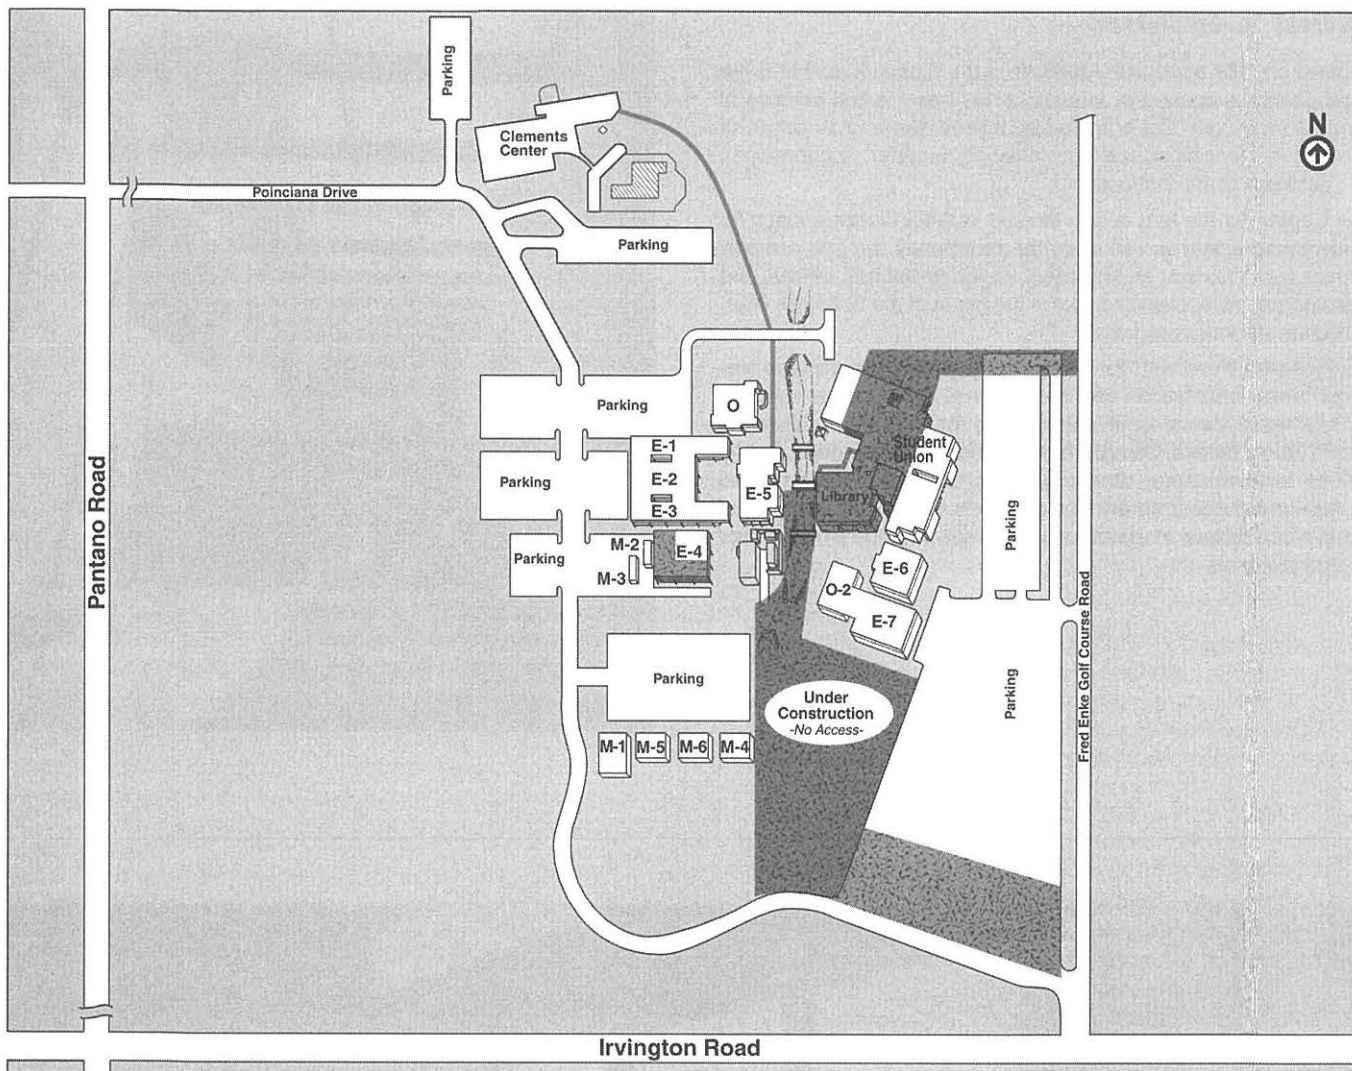 Parking
N
Clements
Center
Poinciana Drive
Parking
Parking
O
Student
Union
E-1
E-2
E-3
Parking
E-5
Library
Parking
M-2
E-4
Parking
M-3
E-6
O-2
E-7
Pantano Road
Fred Enke Golf Course Road
Parking
Parking
Under
Construction
-No Access-
M-1
M-5
M-6
M-4
Irvington Road